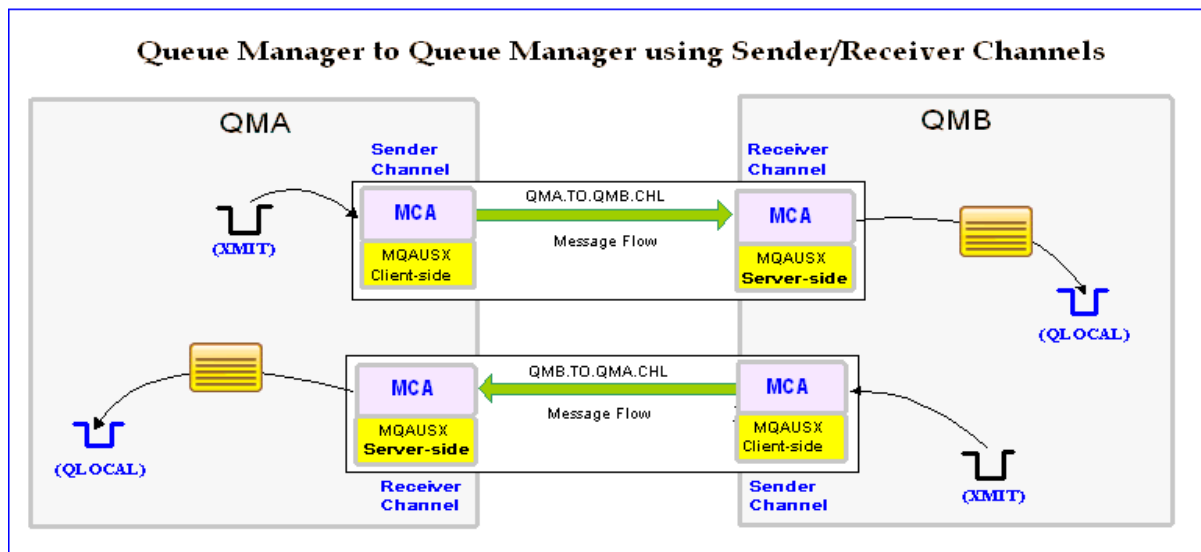 Queue Manager to Queue Manager using Sender/Receiver Channels
QMA
QMB
Sender
Channel
Receiver
Channel
QMA.TO.QMB.CHL
MCA
MCA
Message Flow
(XMIT)
MQAUSX
Client-side
MQAUSX
Server-side
(QLOCAL)
QMB.TO.QMA.CHL
MCA
MCA
Message Flow
MQAUSX
Server-side
MQAUSX
Client-side
(QLOCAL)
(XMIT)
Receiver
Channel
Sender
Channel